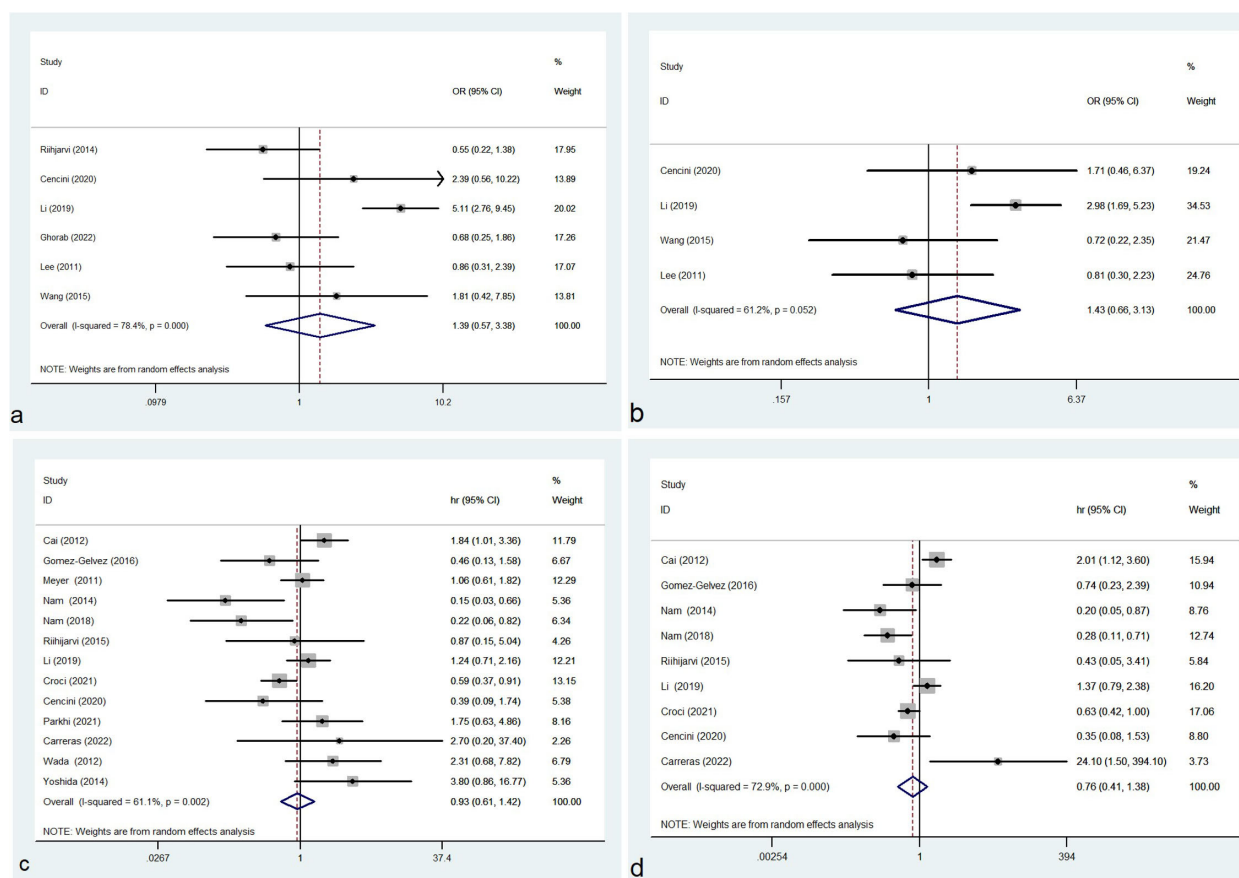 Study %
ID OR (95% CI) Weight
Riihjarvi (2014) 0.55 (0.22, 1.38) 17.95
Cencini (2020) 2.39 (0.56, 10.22) 13.89
Li (2019) 5.11 (2.76, 9.45) 20.02
Ghorab (2022) 0.68 (0.25, 1.86) 17.26
Lee (2011) 0.86 (0.31, 2.39) 17.07
Wang (2015) 1.81 (0.42, 7.85) 13.81
Overall (I-squared = 78.4%, p = 0.000) 1.39 (0.57, 3.38) 100.00
NOTE: Weights are from random effects analysis
.0979 1 10.2
a
Study %
ID OR (95% CI) Weight
Cencini (2020) 1.71 (0.46, 6.37) 19.24
Li (2019) 2.98 (1.69, 5.23) 34.53
Wang (2015) 0.72 (0.22, 2.35) 21.47
Lee (2011) 0.81 (0.30, 2.23) 24.76
Overall (I-squared = 61.2%, p = 0.052) 1.43 (0.66, 3.13) 100.00
NOTE: Weights are from random effects analysis
.157 1 6.37
b
Study %
ID hr (95% CI) Weight
Cai (2012) 1.84 (1.01, 3.36) 11.79
Gomez-Gelvez (2016) 0.46 (0.13, 1.58) 6.67
Meyer (2011) 1.06 (0.61, 1.82) 12.29
Nam (2014) 0.15 (0.03, 0.66) 5.36
Nam (2018) 0.22 (0.06, 0.82) 6.34
Riihijarvi (2015) 0.87 (0.15, 5.04) 4.26
Li (2019) 1.24 (0.71, 2.16) 12.21
Croci (2021) 0.59 (0.37, 0.91) 13.15
Cencini (2020) 0.39 (0.09, 1.74) 5.38
Parkhi (2021) 1.75 (0.63, 4.86) 8.16
Carreras (2022) 2.70 (0.20, 37.40) 2.26
Wada (2012) 2.31 (0.68, 7.82) 6.79
Yoshida (2014) 3.80 (0.86, 16.77) 5.36
Overall (I-squared = 61.1%, p = 0.002) 0.93 (0.61, 1.42) 100.00
NOTE: Weights are from random effects analysis
.0267 1 37.4
c
Study %
ID hr (95% CI) Weight
Cai (2012) 2.01 (1.12, 3.60) 15.94
Gomez-Gelvez (2016) 0.74 (0.23, 2.39) 10.94
Nam (2014) 0.20 (0.05, 0.87) 8.76
Nam (2018) 0.28 (0.11, 0.71) 12.74
Riihijarvi (2015) 0.43 (0.05, 3.41) 5.84
Li (2019) 1.37 (0.79, 2.38) 16.20
Croci (2021) 0.63 (0.42, 1.00) 17.06
Cencini (2020) 0.35 (0.08, 1.53) 8.80
Carreras (2022) 24.10 (1.50, 394.10) 3.73
Overall (I-squared = 72.9%, p = 0.000) 0.76 (0.41, 1.38) 100.00
NOTE: Weights are from random effects analysis
.00254 1 394
d